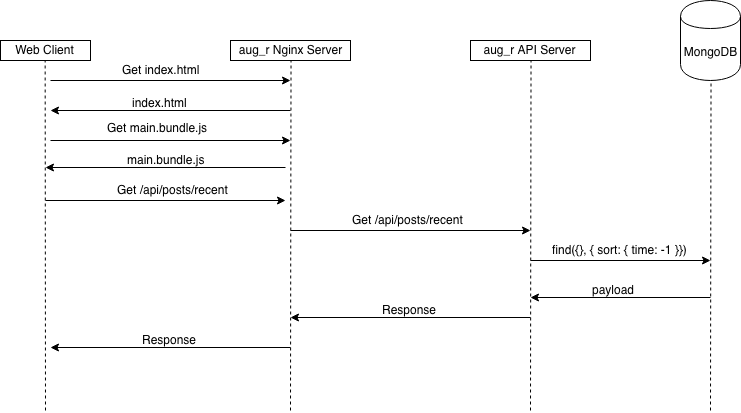 Web Client
aug_r Nginx Server
aug_r API Server
MongoDB
Get index.html
index.html
Get main.bundle.js
main.bundle.js
Get /api/posts/recent
Get /api/posts/recent
find({}, { sort: { time: -1 }})
payload
Response
Response